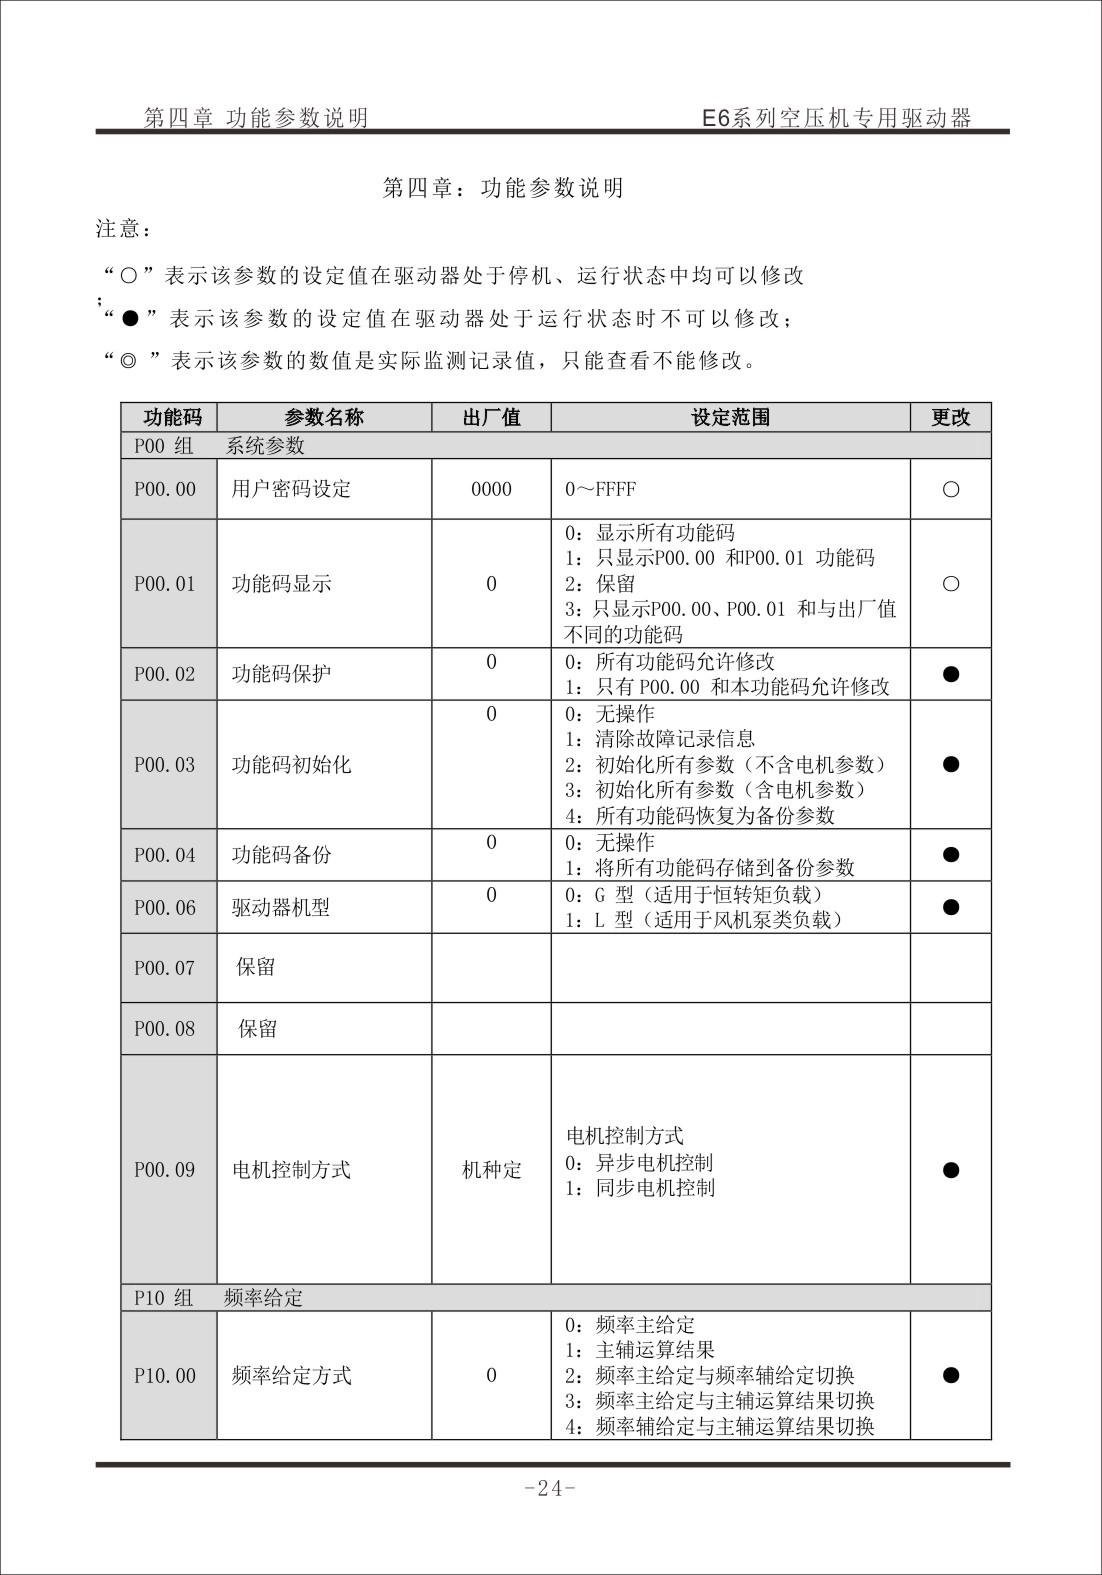 第四章 功能参数说明 E6系列空压机专用驱动器
第四章：功能参数说明
注意：
“○”表示该参数的设定值在驱动器处于停机、运行状态中均可以修改
；
“●”表示该参数的设定值在驱动器处于运行状态时不可以修改；
“◎ ”表示该参数的数值是实际监测记录值，只能查看不能修改。
功能码 参数名称 出厂值 设定范围 更改
P00 组 系统参数
P00.00 用户密码设定 0000 0～FFFF ○
P00.01 功能码显示 0 0：显示所有功能码
1：只显示P00.00 和P00.01 功能码
2：保留
3：只显示P00.00、P00.01 和与出厂值
不同的功能码 ○
P00.02 功能码保护 0 0：所有功能码允许修改
1：只有 P00.00 和本功能码允许修改 ●
P00.03 功能码初始化 0 0：无操作
1：清除故障记录信息
2：初始化所有参数（不含电机参数）
3：初始化所有参数（含电机参数）
4：所有功能码恢复为备份参数 ●
P00.04 功能码备份 0 0：无操作
1：将所有功能码存储到备份参数 ●
P00.06 驱动器机型 0 0：G 型（适用于恒转矩负载）
1：L 型（适用于风机泵类负载） ●
P00.07 保留
P00.08 保留
P00.09 电机控制方式 机种定 电机控制方式
0：异步电机控制
1：同步电机控制 ●
P10 组 频率给定
P10.00 频率给定方式 0 0：频率主给定
1：主辅运算结果
2：频率主给定与频率辅给定切换
3：频率主给定与主辅运算结果切换
4：频率辅给定与主辅运算结果切换 ●
-24-